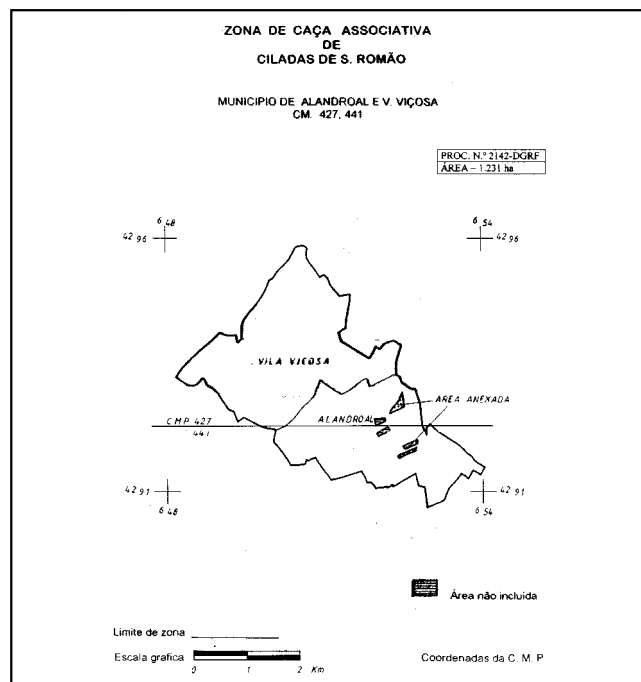 ZONA DE CAÇA ASSOCIATIVA
DE
CILADAS DE S. ROMÃO
MUNICIPIO DE ALANDROAL E V. VIÇOSA
CM. 427, 441
PROC. N.º 2142-DGRF
ÁREA – 1.231 ha
6 48
6 54
42 96
42 96
VILA VIÇOSA
AREA ANEXADA
ALANDROAL
CMP 427
441
42 91
42 91
6 48
6 54
Área não incluida
Limite de zona
Escala grafica
0 1 2 Km
Coordenadas da C. M. P